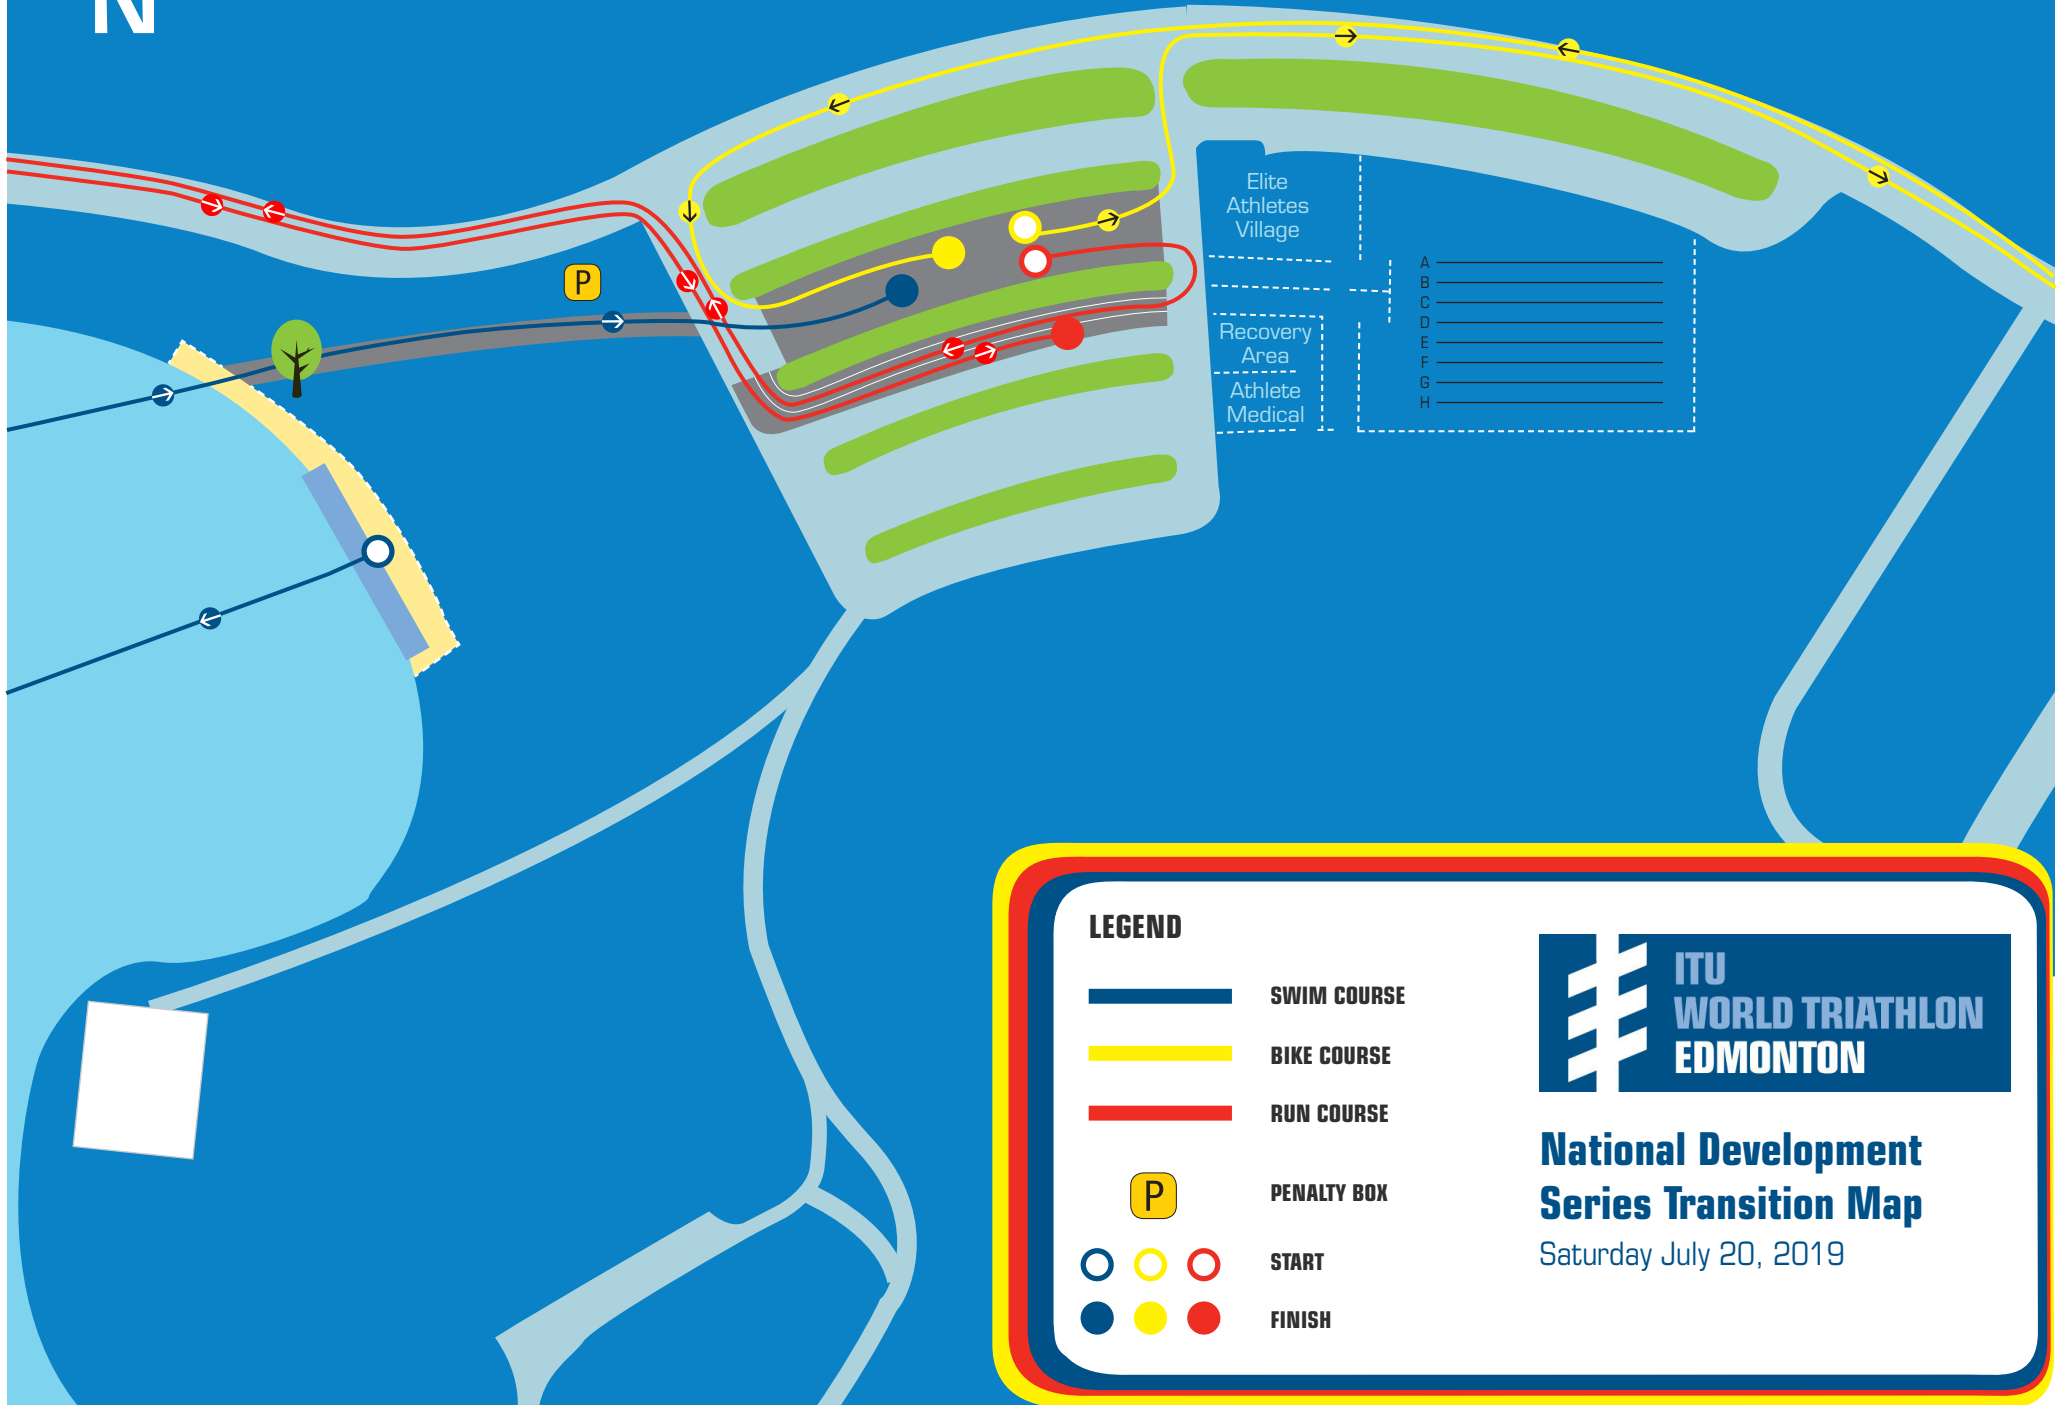 N
Elite
Athletes
Village
P
A
B
C
D
E
F
G
H
Recovery
Area
Athlete
Medical
LEGEND
SWIM COURSE
BIKE COURSE
RUN COURSE
P
PENALTY BOX
START
FINISH
ITU
WORLD TRIATHLON
EDMONTON
National Development
Series Transition Map
Saturday July 20, 2019